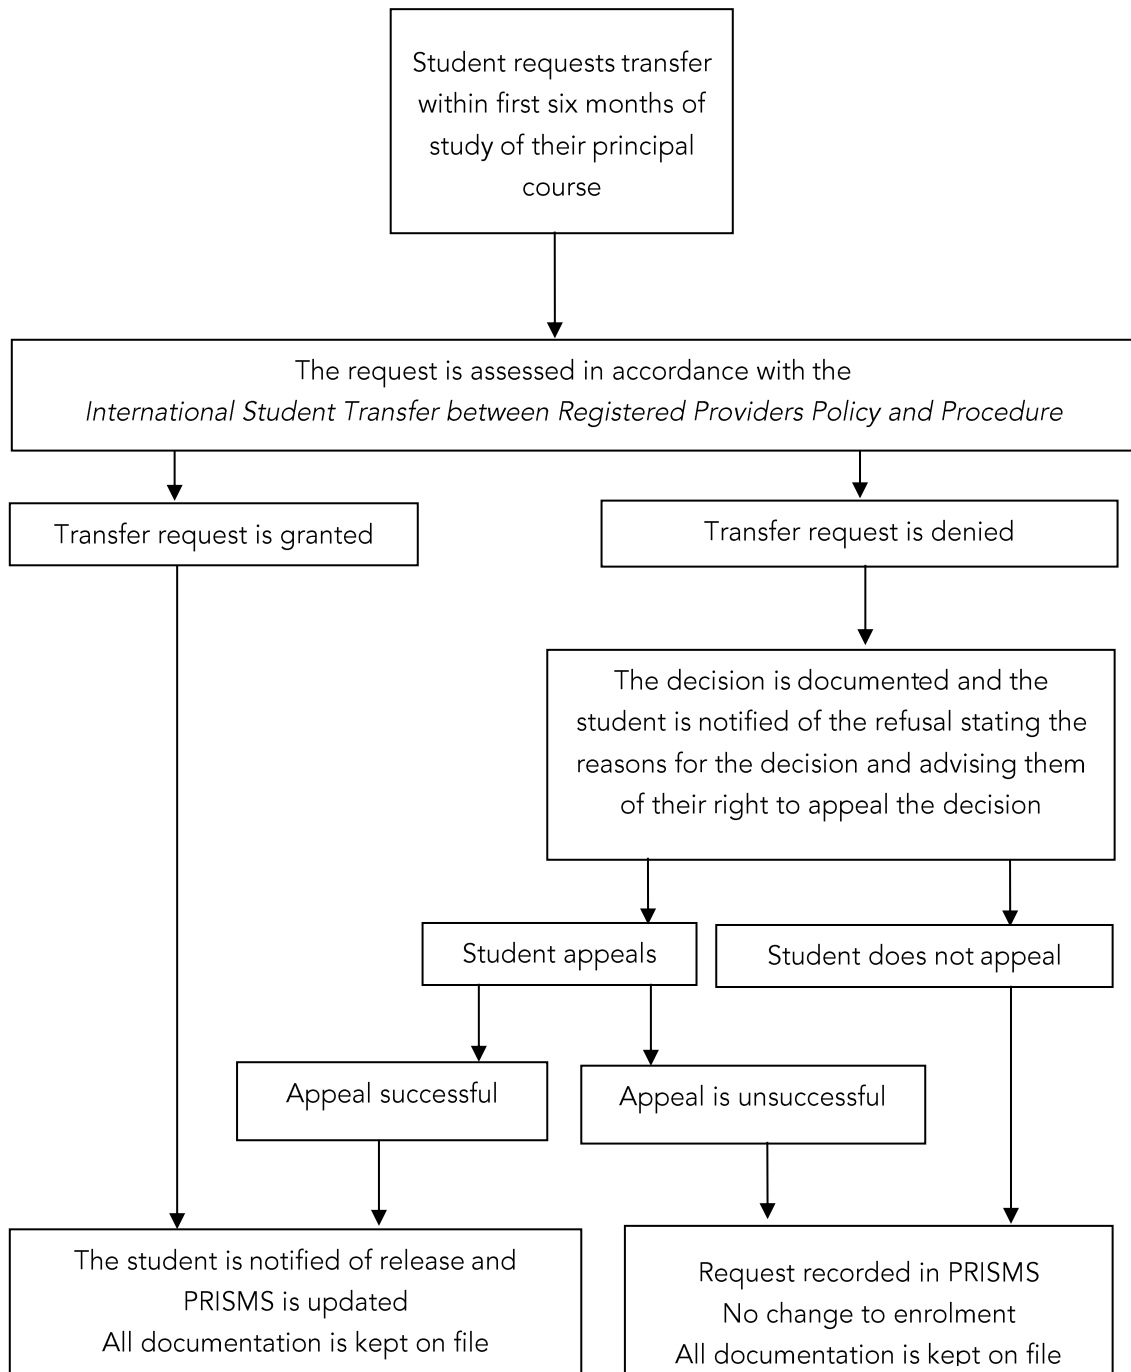 Student requests transfer
within first six months of
study of their principal
course
The request is assessed in accordance with the
International Student Transfer between Registered Providers Policy and Procedure
Transfer request is granted
Transfer request is denied
The decision is documented and the
student is notified of the refusal stating the
reasons for the decision and advising them
of their right to appeal the decision
Student appeals
Student does not appeal
Appeal successful
Appeal is unsuccessful
The student is notified of release and
PRISMS is updated
All documentation is kept on file
Request recorded in PRISMS
No change to enrolment
All documentation is kept on file